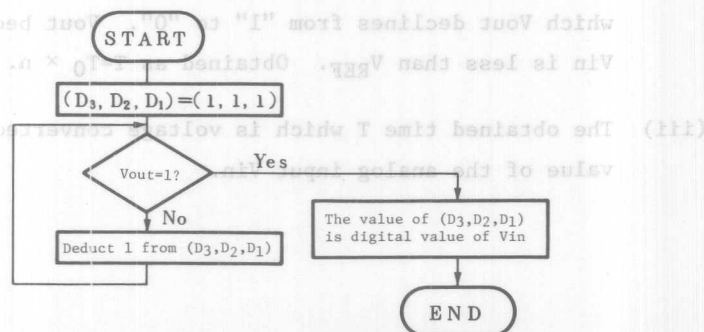 START
(D₃, D₂, D₁)=(1, 1, 1)
Vout=1?
Yes
No
Deduct 1 from (D₃,D₂,D₁)
The value of (D₃,D₂,D₁)
is digital value of Vin
END
which Vout declines from "1" to "0". Vout bec
Vin is less than V_REF. Obtained as T=T₀ × n.
(iii) The obtained time T which is voltage converted
value of the analog input Vin.